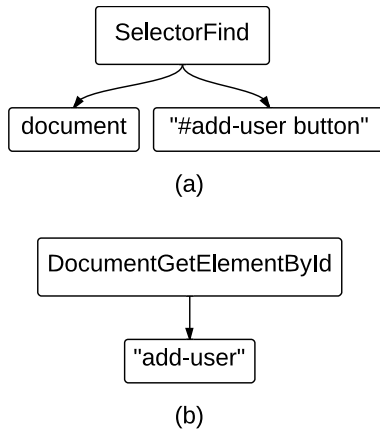 SelectorFind
document
"#add-user button"
(a)
DocumentGetElementById
"add-user"
(b)